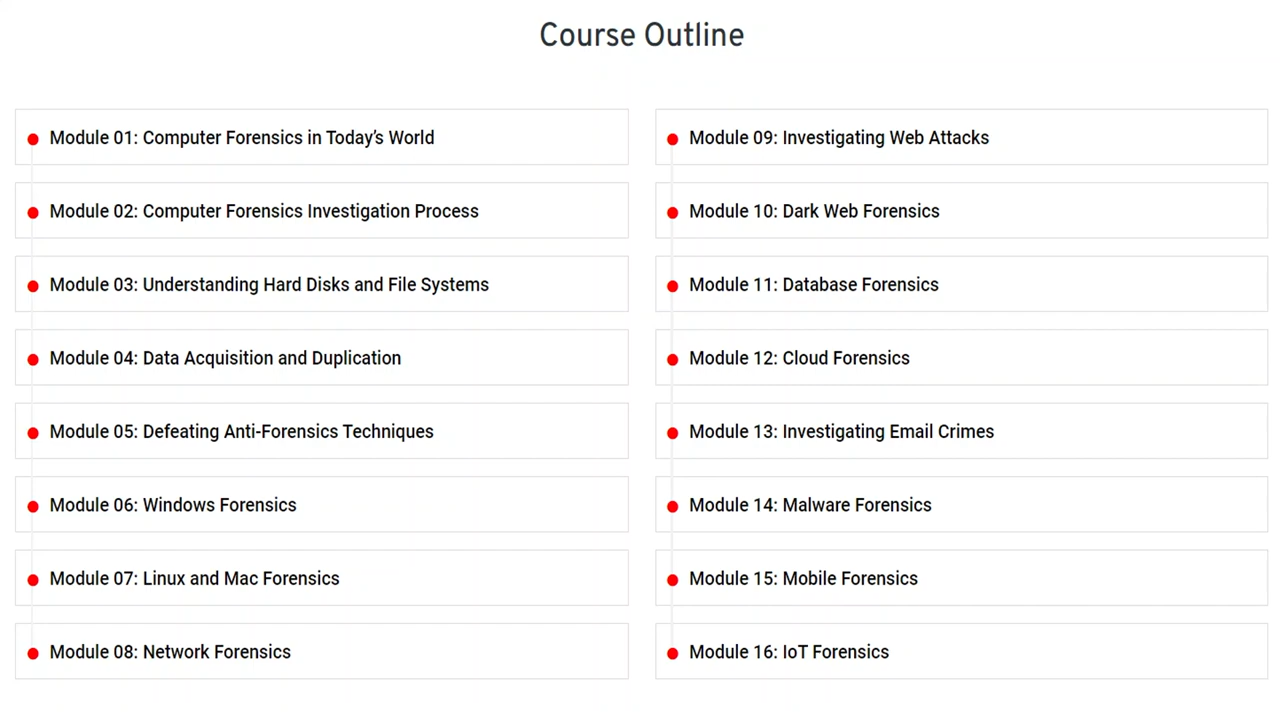 Course Outline
Module 01: Computer Forensics in Today’s World
Module 02: Computer Forensics Investigation Process
Module 03: Understanding Hard Disks and File Systems
Module 04: Data Acquisition and Duplication
Module 05: Defeating Anti-Forensics Techniques
Module 06: Windows Forensics
Module 07: Linux and Mac Forensics
Module 08: Network Forensics
Module 09: Investigating Web Attacks
Module 10: Dark Web Forensics
Module 11: Database Forensics
Module 12: Cloud Forensics
Module 13: Investigating Email Crimes
Module 14: Malware Forensics
Module 15: Mobile Forensics
Module 16: IoT Forensics